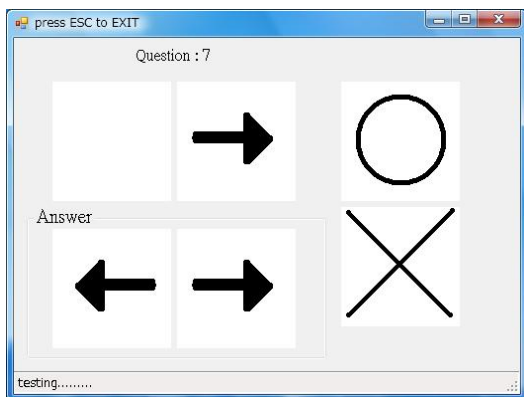 press ESC to EXIT
Question : 7
Answer
testing.........